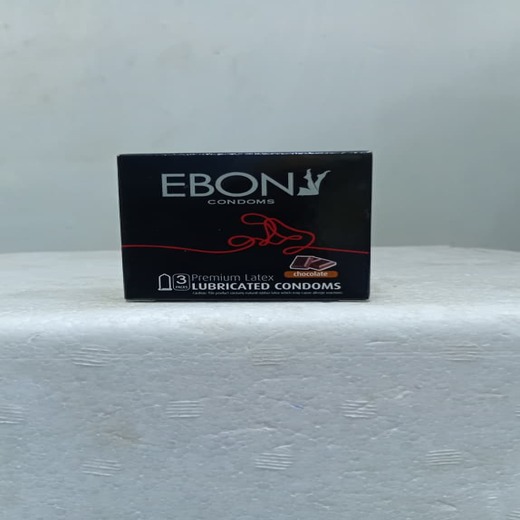 EBONY
CONDOMS
chocolate
3
Premium Latex
LUBRICATED CONDOMS